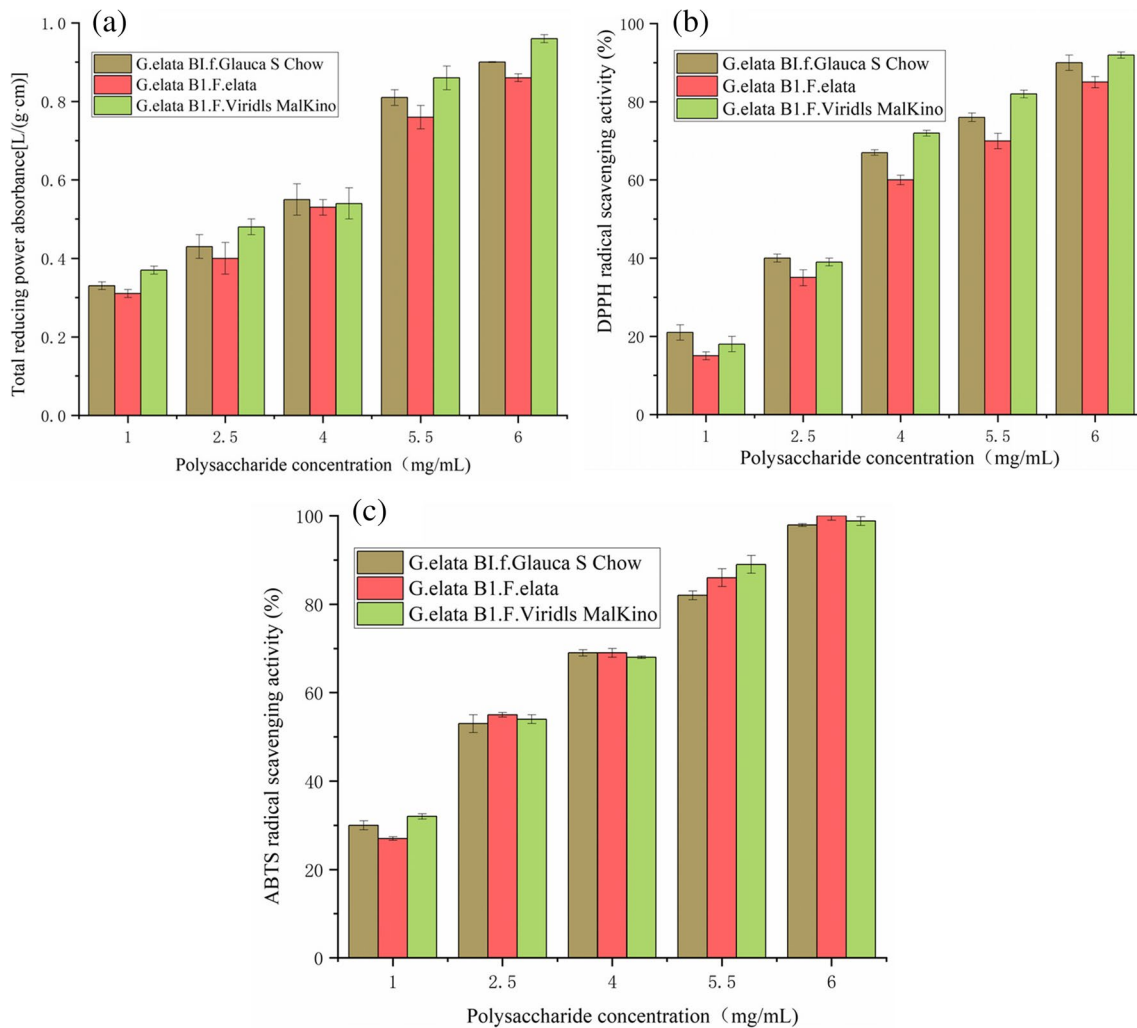 (a)
Total reducing power absorbance[L/(g·cm)]
1.0
0.8
0.6
0.4
0.2
0.0
G.elata BI.f.Glauca S Chow
G.elata B1.F.elata
G.elata B1.F.Viridls MalKino
1 2.5 4 5.5 6
Polysaccharide concentration（mg/mL）
(b)
DPPH radical scavenging activity (%)
100
80
60
40
20
0
G.elata BI.f.Glauca S Chow
G.elata B1.F.elata
G.elata B1.F.Viridls MalKino
1 2.5 4 5.5 6
Polysaccharide concentration（mg/mL）
(c)
ABTS radical scavenging activity (%)
100
80
60
40
20
0
G.elata BI.f.Glauca S Chow
G.elata B1.F.elata
G.elata B1.F.Viridls MalKino
1 2.5 4 5.5 6
Polysaccharide concentration（mg/mL）